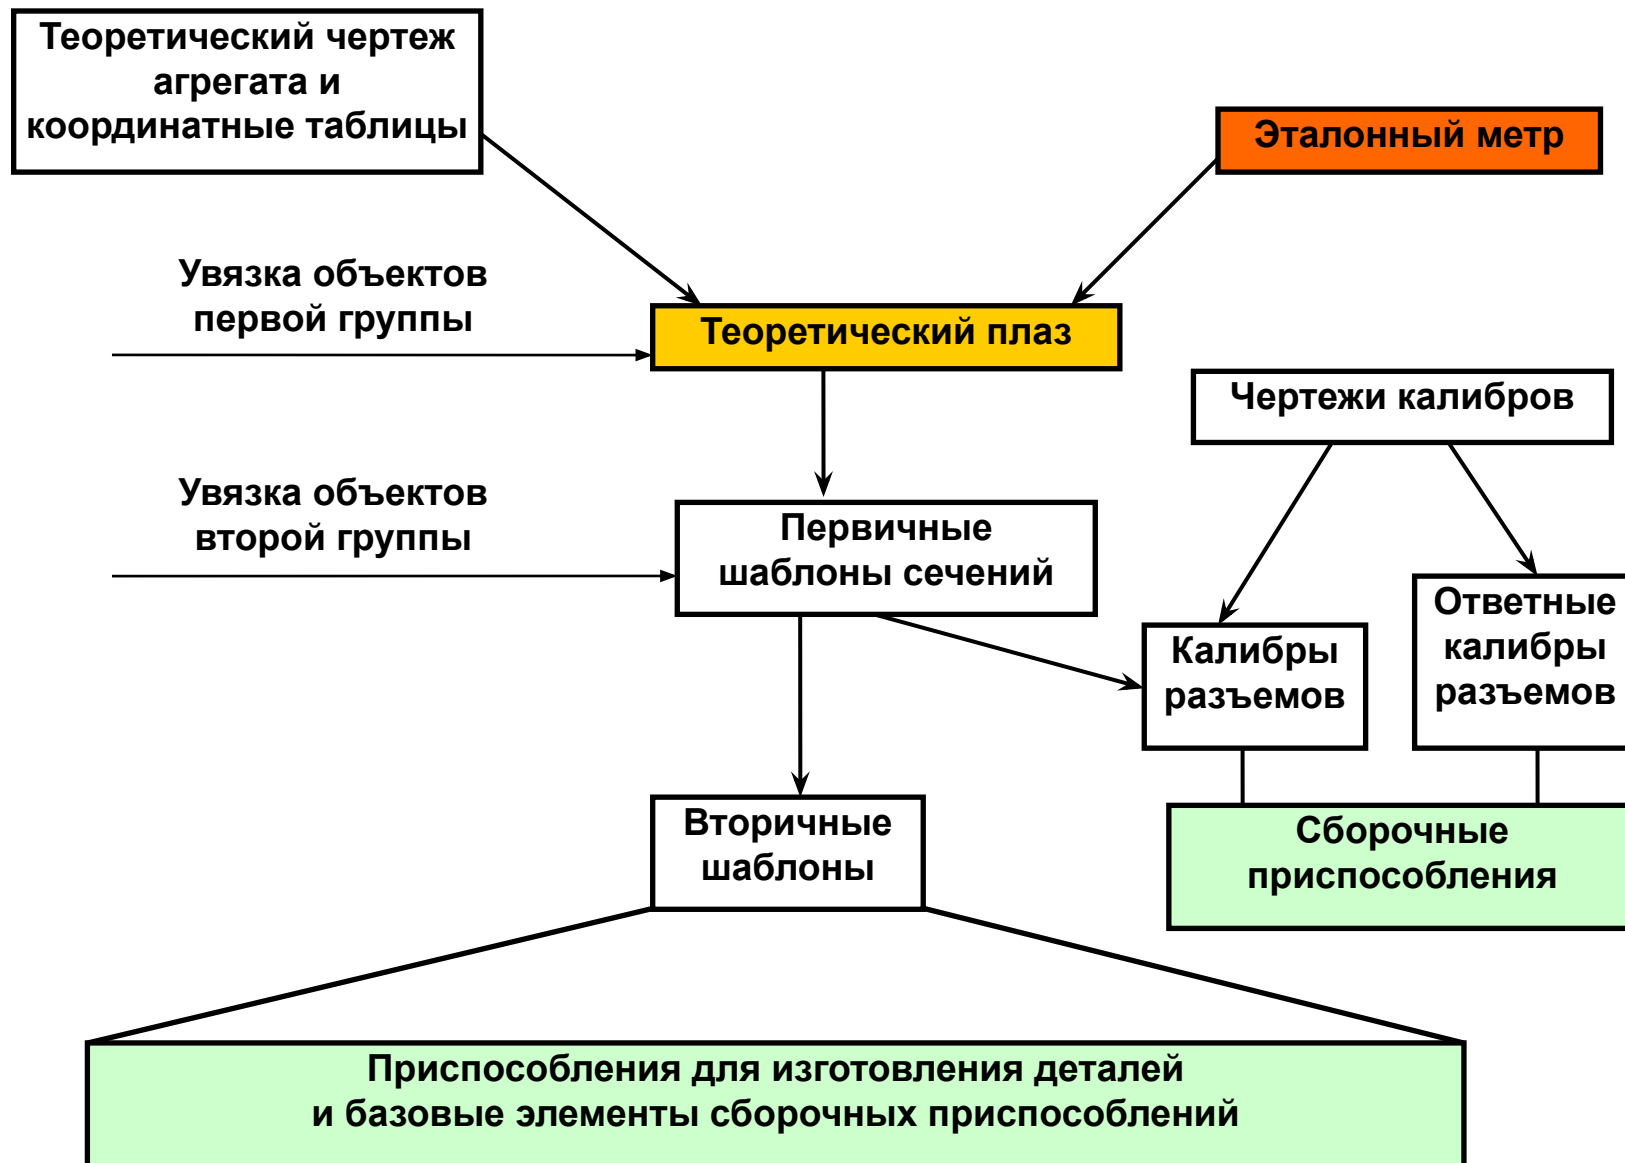 Теоретический чертеж
агрегата и
координатные таблицы
Эталонный метр
Увязка объектов
первой группы
Теоретический плаз
Чертежи калибров
Увязка объектов
второй группы
Первичные
шаблоны сечений
Калибры
разъемов
Ответные
калибры
разъемов
Вторичные
шаблоны
Сборочные
приспособления
Приспособления для изготовления деталей
и базовые элементы сборочных приспособлений